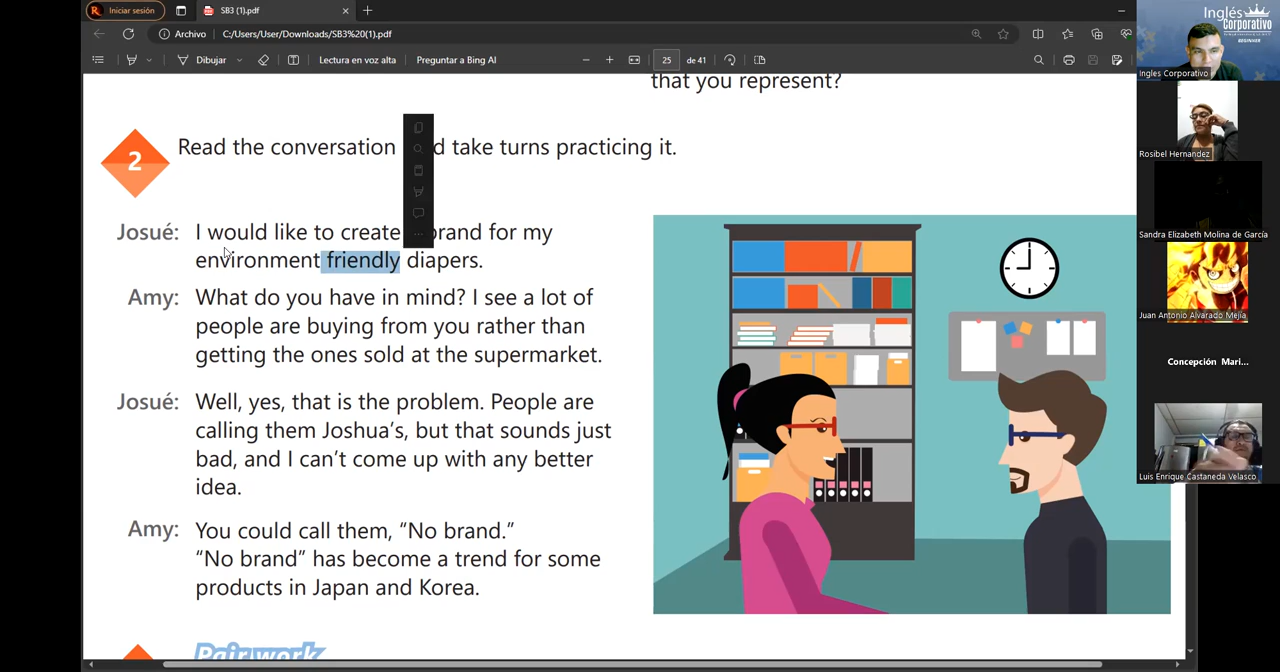 Iniciar sesión
SB3 (1).pdf
Archivo
C:/Users/User/Downloads/SB3%20(1).pdf
Dibujar
Lectura en voz alta
Preguntar a Bing AI
25
de 41
that you represent?
2
Read the conversation d take turns practicing it.
Josué: I would like to create brand for my
environment friendly diapers.
Amy: What do you have in mind? I see a lot of
people are buying from you rather than
getting the ones sold at the supermarket.
Josué: Well, yes, that is the problem. People are
calling them Joshua's, but that sounds just
bad, and I can't come up with any better
idea.
Amy: You could call them, "No brand."
"No brand" has become a trend for some
products in Japan and Korea.
Pair work
Inglés
Corporativo
BEGINNER
Ingles Corporativo
Rosibel Hernandez
Sandra Elizabeth Molina de García
Juan Antonio Alvarado Mejía
Concepción Mari...
Luis Enrique Castaneda Velasco